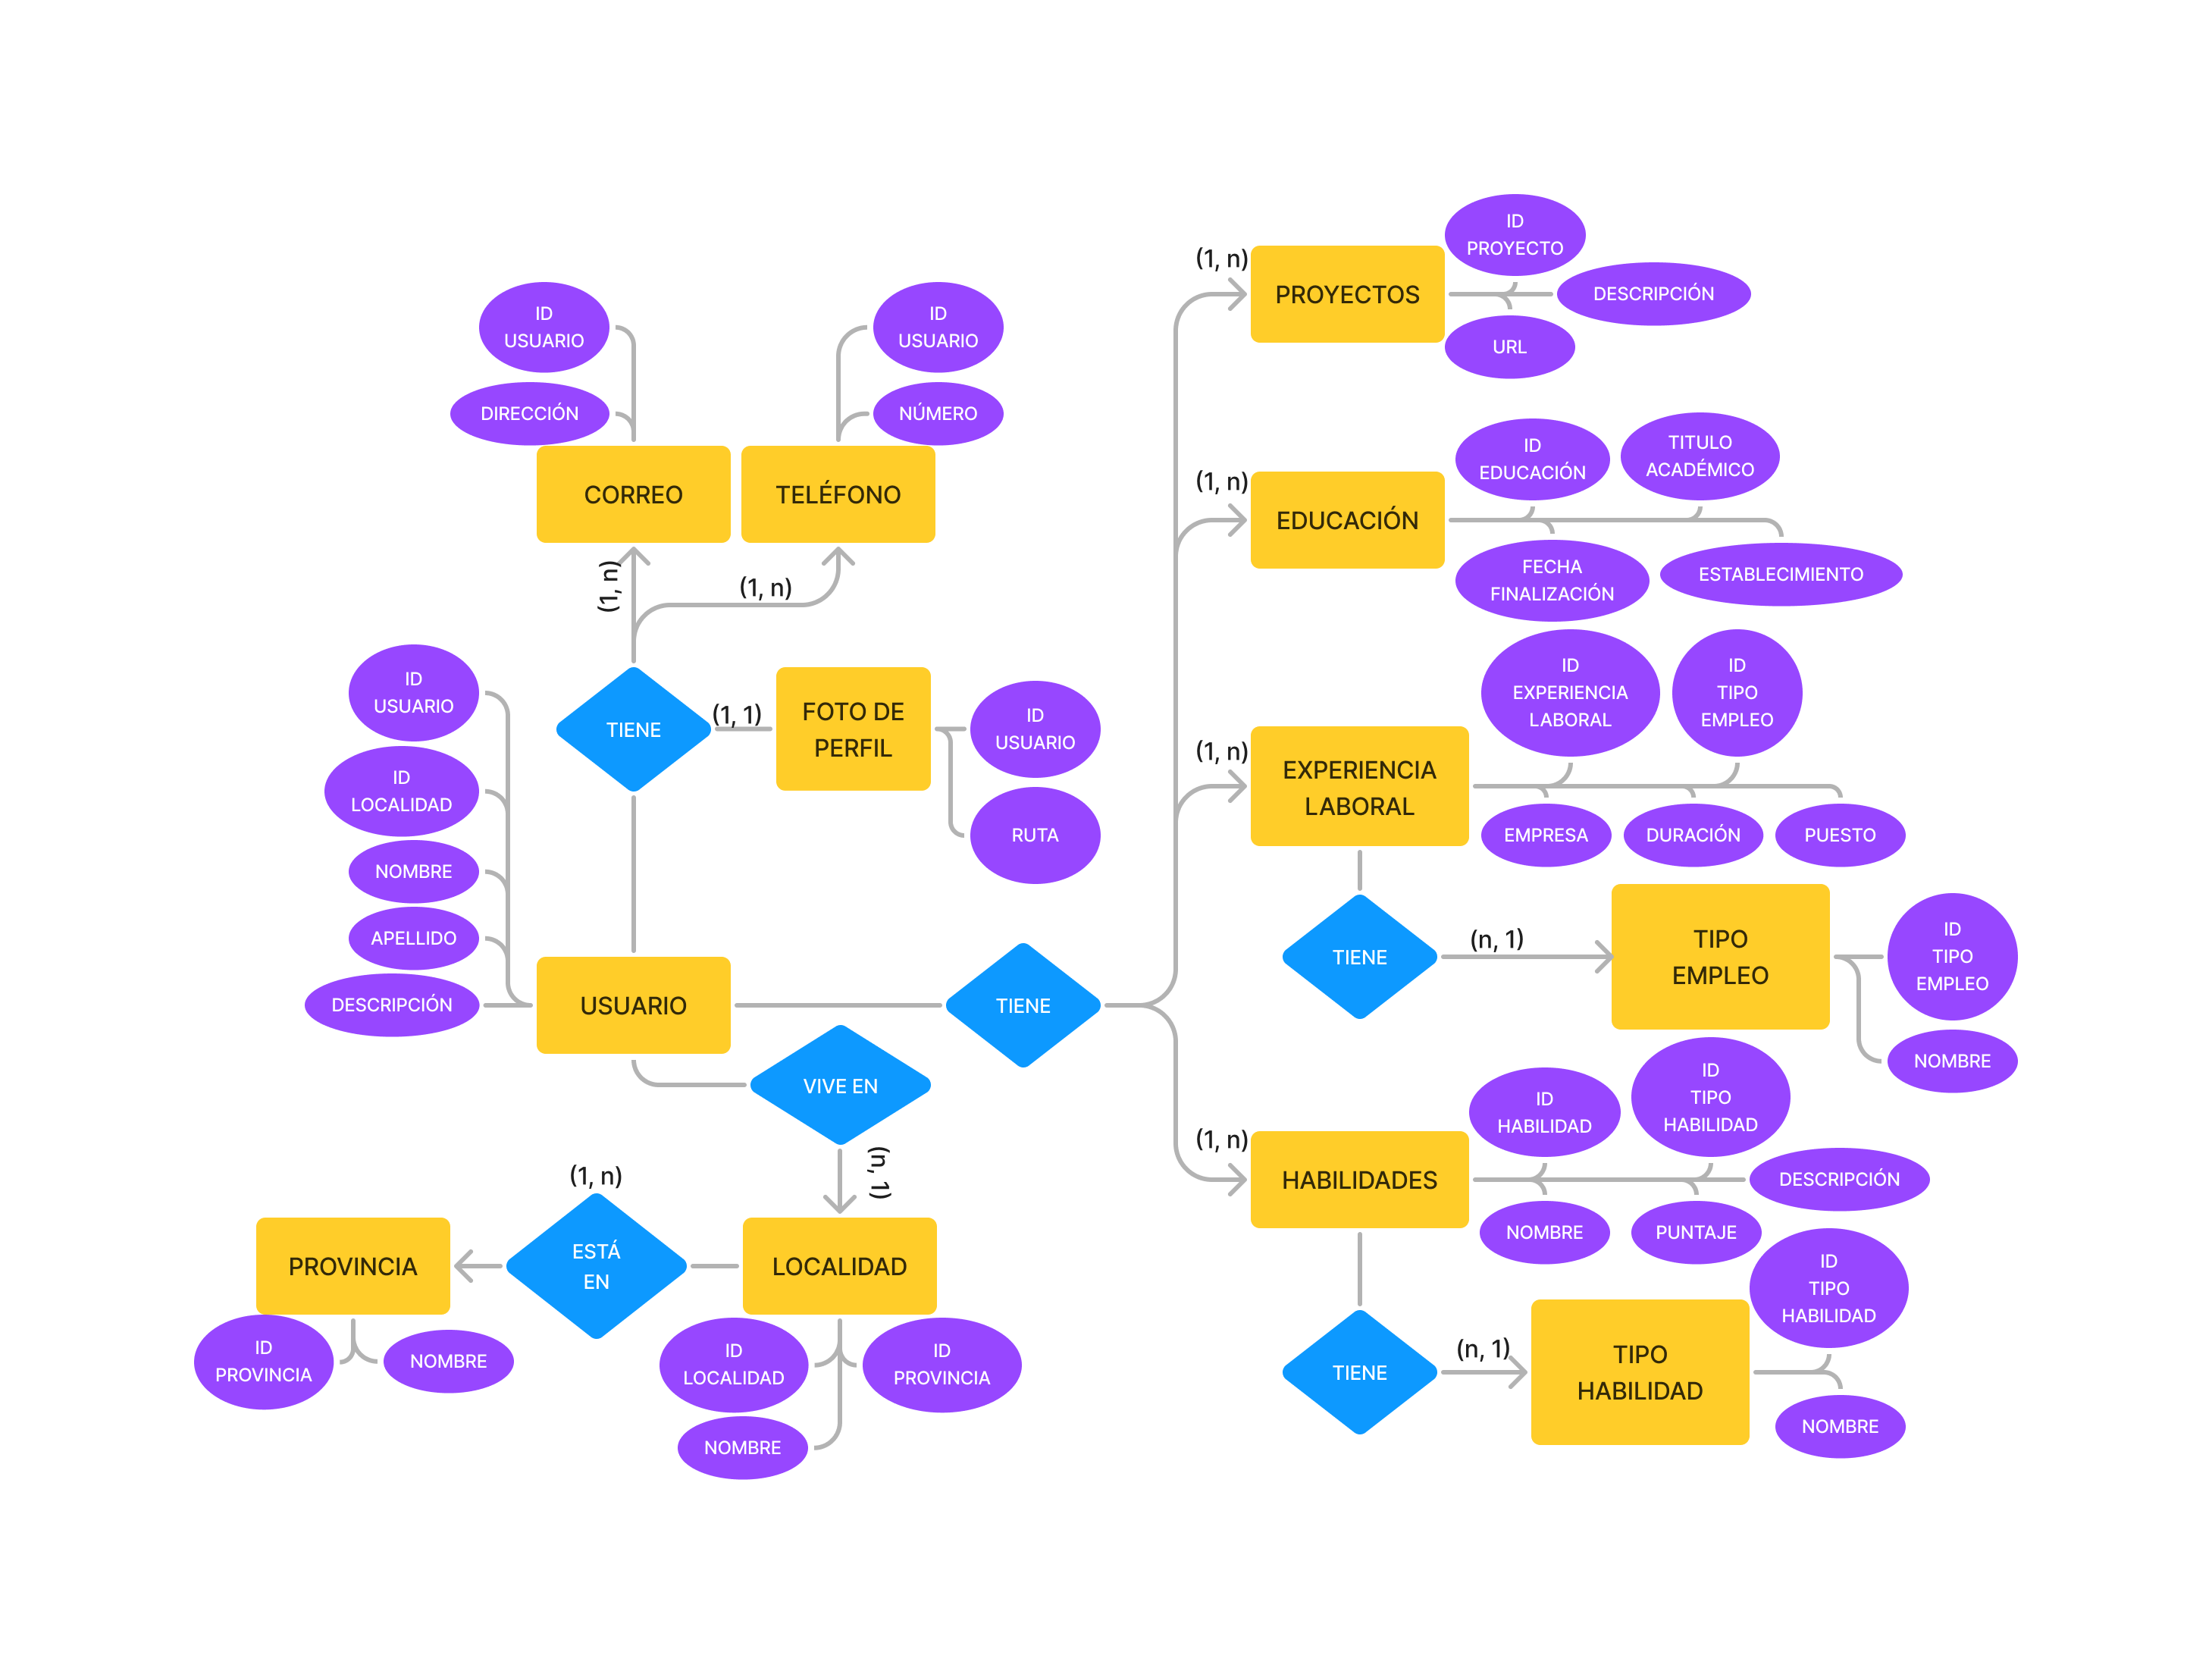 ID
USUARIO
DIRECCIÓN
CORREO
ID
USUARIO
NÚMERO
TELÉFONO
(1, n)
(1, n)
TIENE
(1, 1)
FOTO DE
PERFIL
ID
USUARIO
RUTA
ID
USUARIO
ID
LOCALIDAD
NOMBRE
APELLIDO
DESCRIPCIÓN
USUARIO
TIENE
VIVE EN
(n, 1)
(1, n)
PROVINCIA
ESTÁ
EN
LOCALIDAD
ID
PROVINCIA
NOMBRE
ID
LOCALIDAD
ID
PROVINCIA
NOMBRE
(1, n)
PROYECTOS
ID
PROYECTO
DESCRIPCIÓN
URL
(1, n)
EDUCACIÓN
ID
EDUCACIÓN
TITULO
ACADÉMICO
FECHA
FINALIZACIÓN
ESTABLECIMIENTO
(1, n)
EXPERIENCIA
LABORAL
ID
EXPERIENCIA
LABORAL
ID
TIPO
EMPLEO
EMPRESA
DURACIÓN
PUESTO
TIENE
(n, 1)
TIPO
EMPLEO
ID
TIPO
EMPLEO
NOMBRE
(1, n)
HABILIDADES
ID
HABILIDAD
ID
TIPO
HABILIDAD
DESCRIPCIÓN
NOMBRE
PUNTAJE
TIENE
(n, 1)
TIPO
HABILIDAD
ID
TIPO
HABILIDAD
NOMBRE